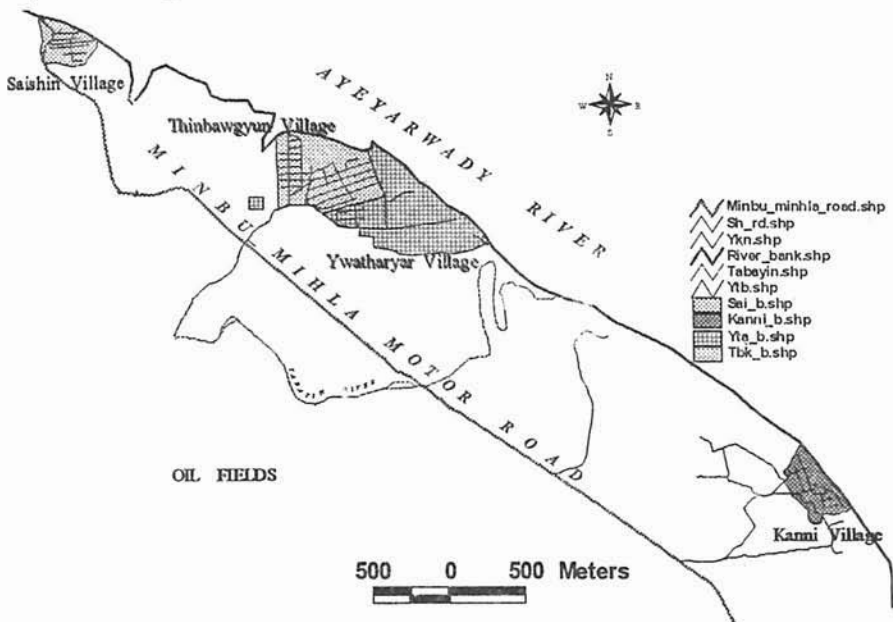 Saishin Village
Thinbawgyun Village
AYEYARWADY RIVER
N
W E
S
MINBU MIHLA MOTOR ROAD
Ywatharyar Village
Minbu_minhla_road.shp
Sh_rd.shp
Ykn.shp
River_bank.shp
Tabayin.shp
Ytb.shp
Sai_b.shp
Kanni_b.shp
Yta_b.shp
Tbk_b.shp
OIL FIELDS
Kanni Village
500 0 500 Meters